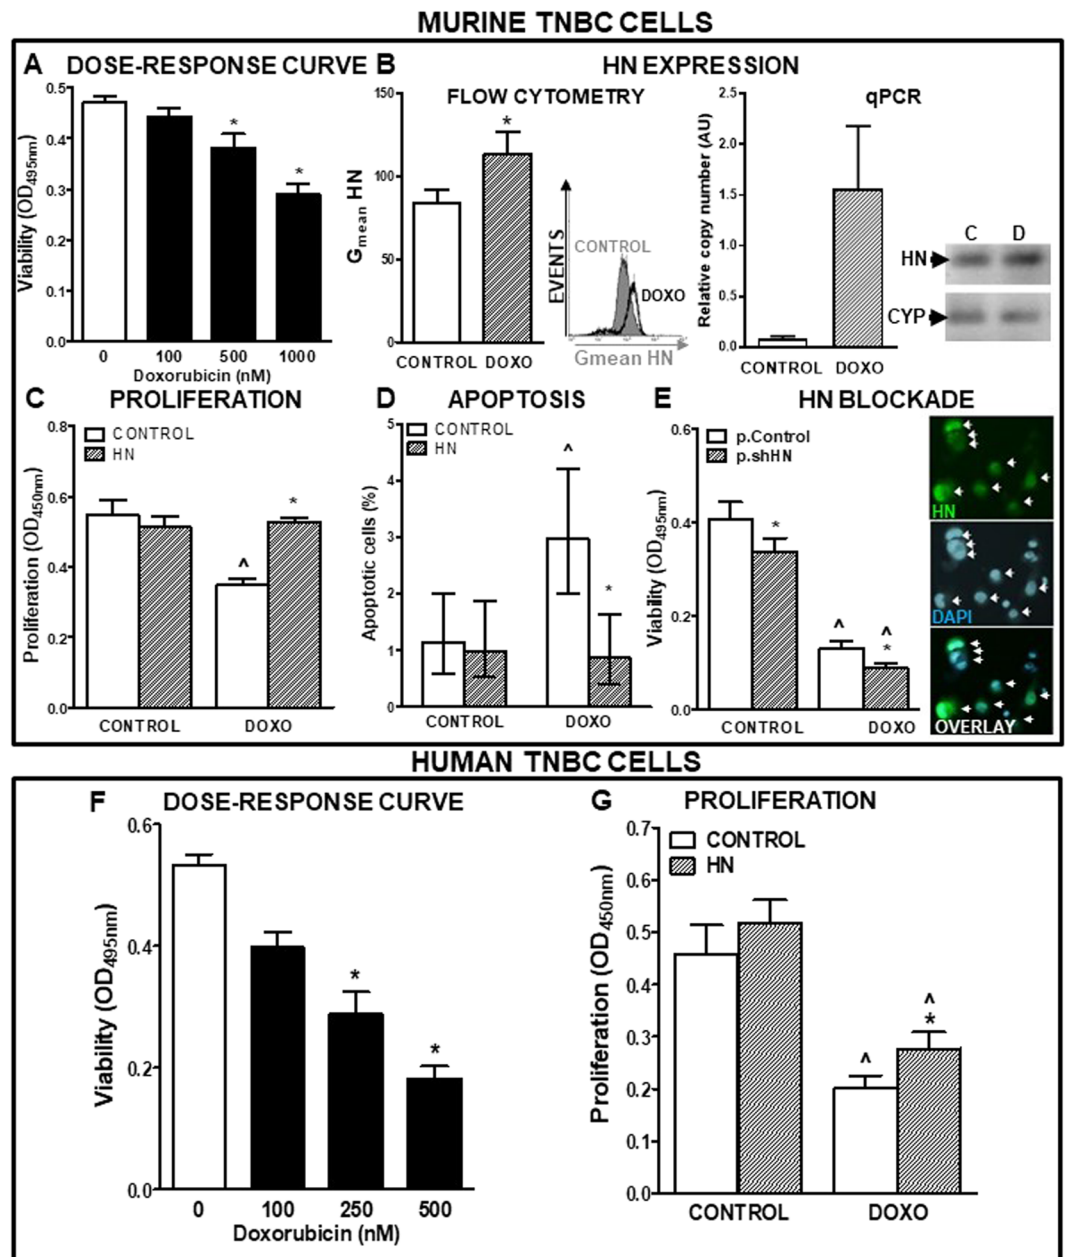 MURINE TNBC CELLS
A DOSE-RESPONSE CURVE
Viability (OD495nm)
0.5
0.4
0.3
0.2
0.1
0.0
*
*
0 100 500 1000
Doxorubicin (nM)
B HN EXPRESSION
FLOW CYTOMETRY
Gmean HN
150
100
50
0
*
CONTROL DOXO
EVENTS
CONTROL
DOXO
Gmean HN
qPCR
Relative copy number (AU)
2.5
2.0
1.5
1.0
0.5
0.0
CONTROL DOXO
C D
HN
CYP
C PROLIFERATION
Proliferation (OD450nm)
0.8
0.6
0.4
0.2
0.0
CONTROL
HN
^
*
CONTROL DOXO
D APOPTOSIS
Apoptotic cells (%)
5
4
3
2
1
0
CONTROL
HN
^
*
CONTROL DOXO
E HN BLOCKADE
Viability (OD495nm)
0.6
0.4
0.2
0.0
p.Control
p.shHN
*
^
^
*
CONTROL DOXO
HN
DAPI
OVERLAY
HUMAN TNBC CELLS
F DOSE-RESPONSE CURVE
Viability (OD495nm)
0.6
0.4
0.2
0.0
*
*
0 100 250 500
Doxorubicin (nM)
G PROLIFERATION
Proliferation (OD450nm)
0.7
0.6
0.5
0.4
0.3
0.2
0.1
0.0
CONTROL
HN
^
^
*
CONTROL DOXO